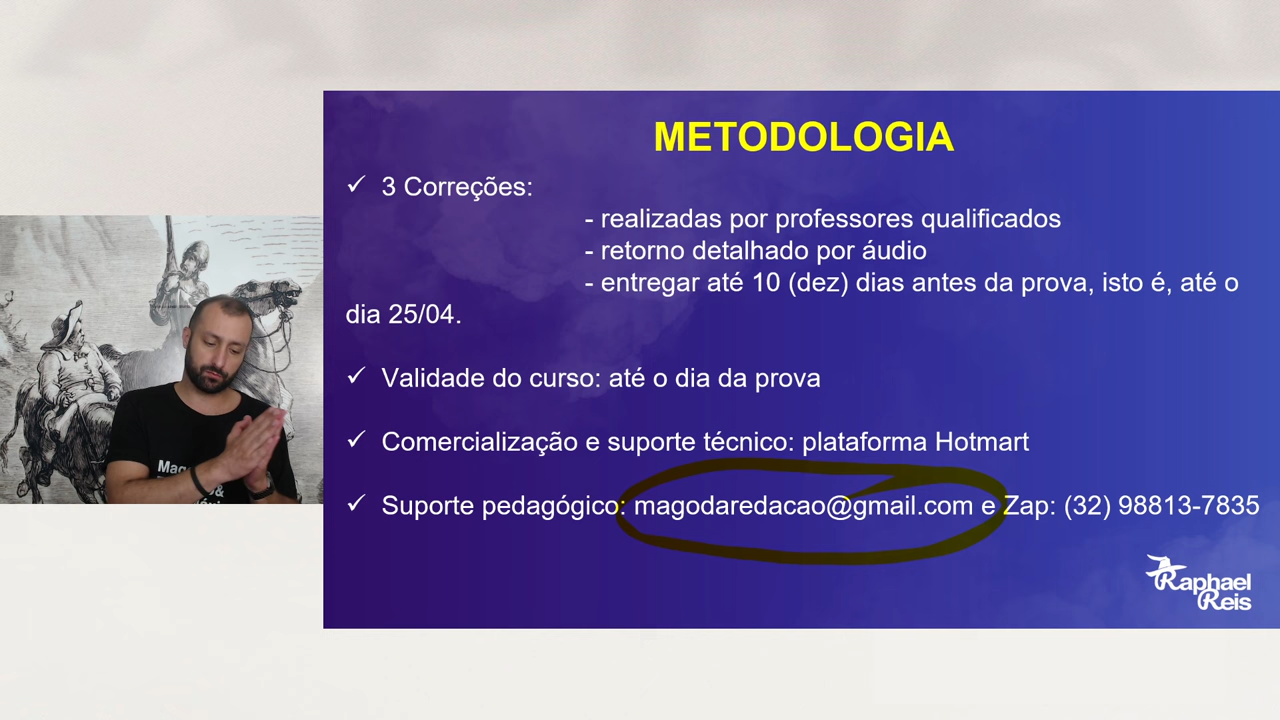 METODOLOGIA
✓ 3 Correções:
- realizadas por professores qualificados
- retorno detalhado por áudio
- entregar até 10 (dez) dias antes da prova, isto é, até o
dia 25/04.
✓ Validade do curso: até o dia da prova
✓ Comercialização e suporte técnico: plataforma Hotmart
✓ Suporte pedagógico: magodaredacao@gmail.com e Zap: (32) 98813-7835
Raphael
Reis